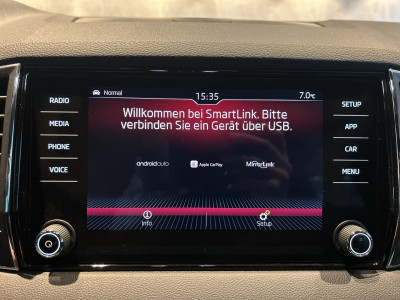 Normal 15:35 7.0°C
RADIO
MEDIA
PHONE
VOICE
Willkommen bei SmartLink. Bitte
verbinden Sie ein Gerät über USB.
androidauto Apple CarPlay MirrorLink
Info Setup
SETUP
APP
CAR
MENU